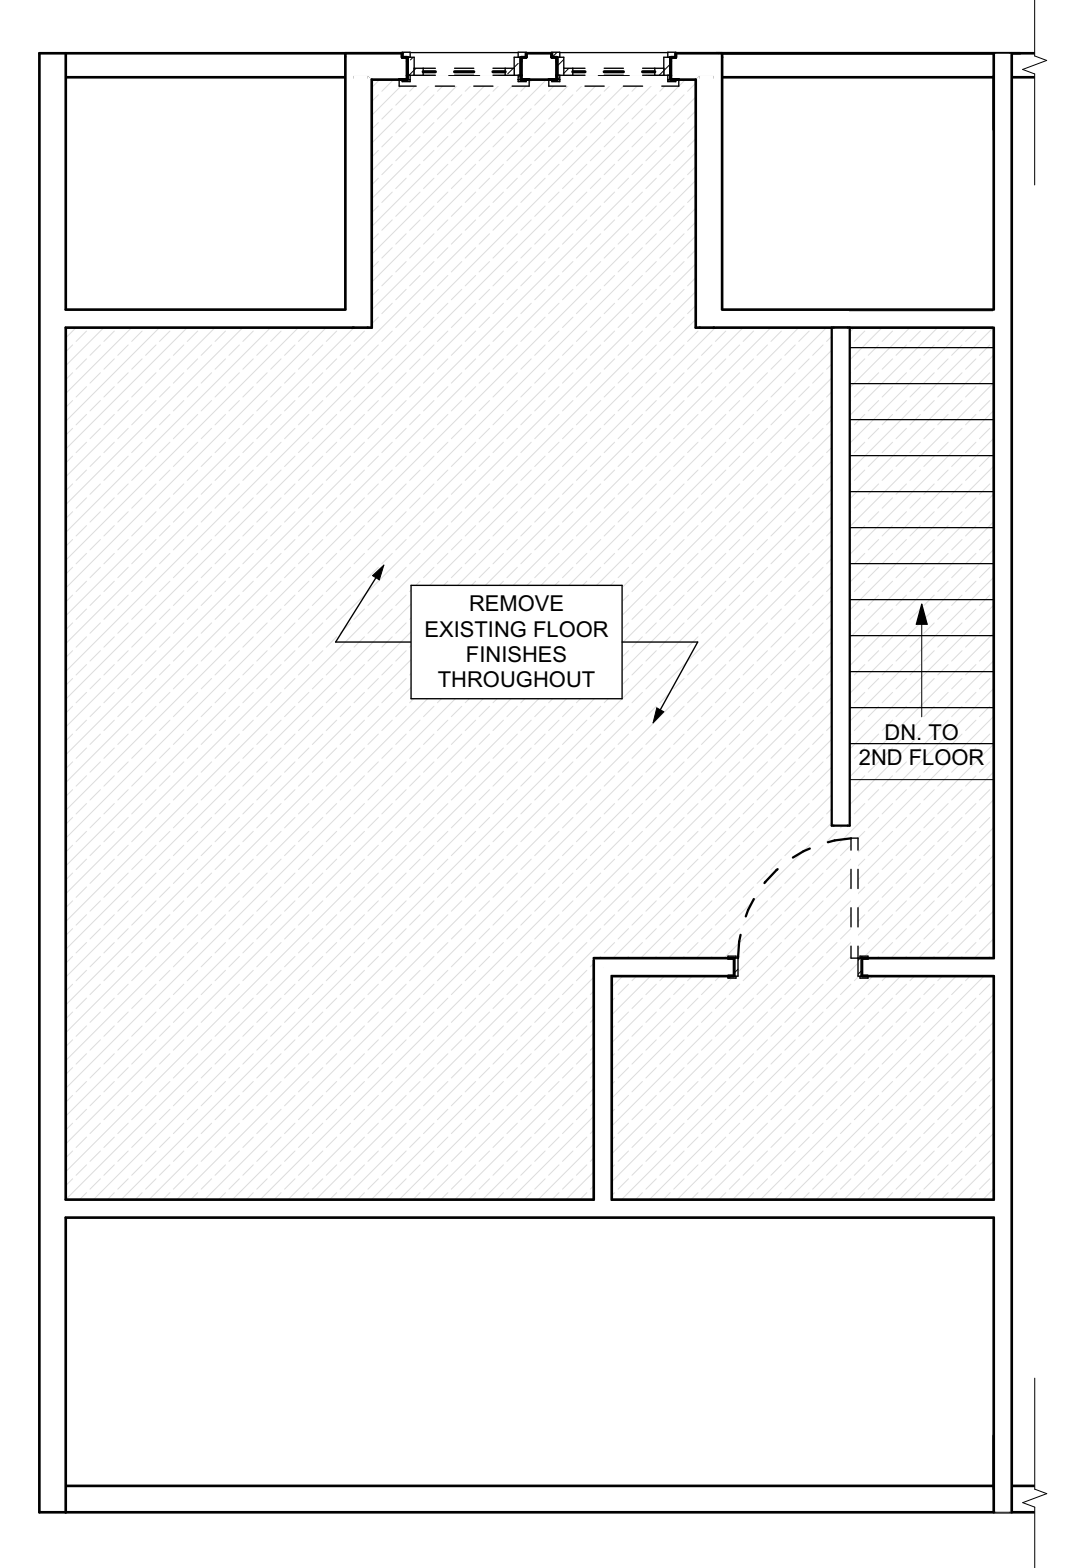 REMOVE
EXISTING FLOOR
FINISHES
THROUGHOUT
DN. TO
2ND FLOOR